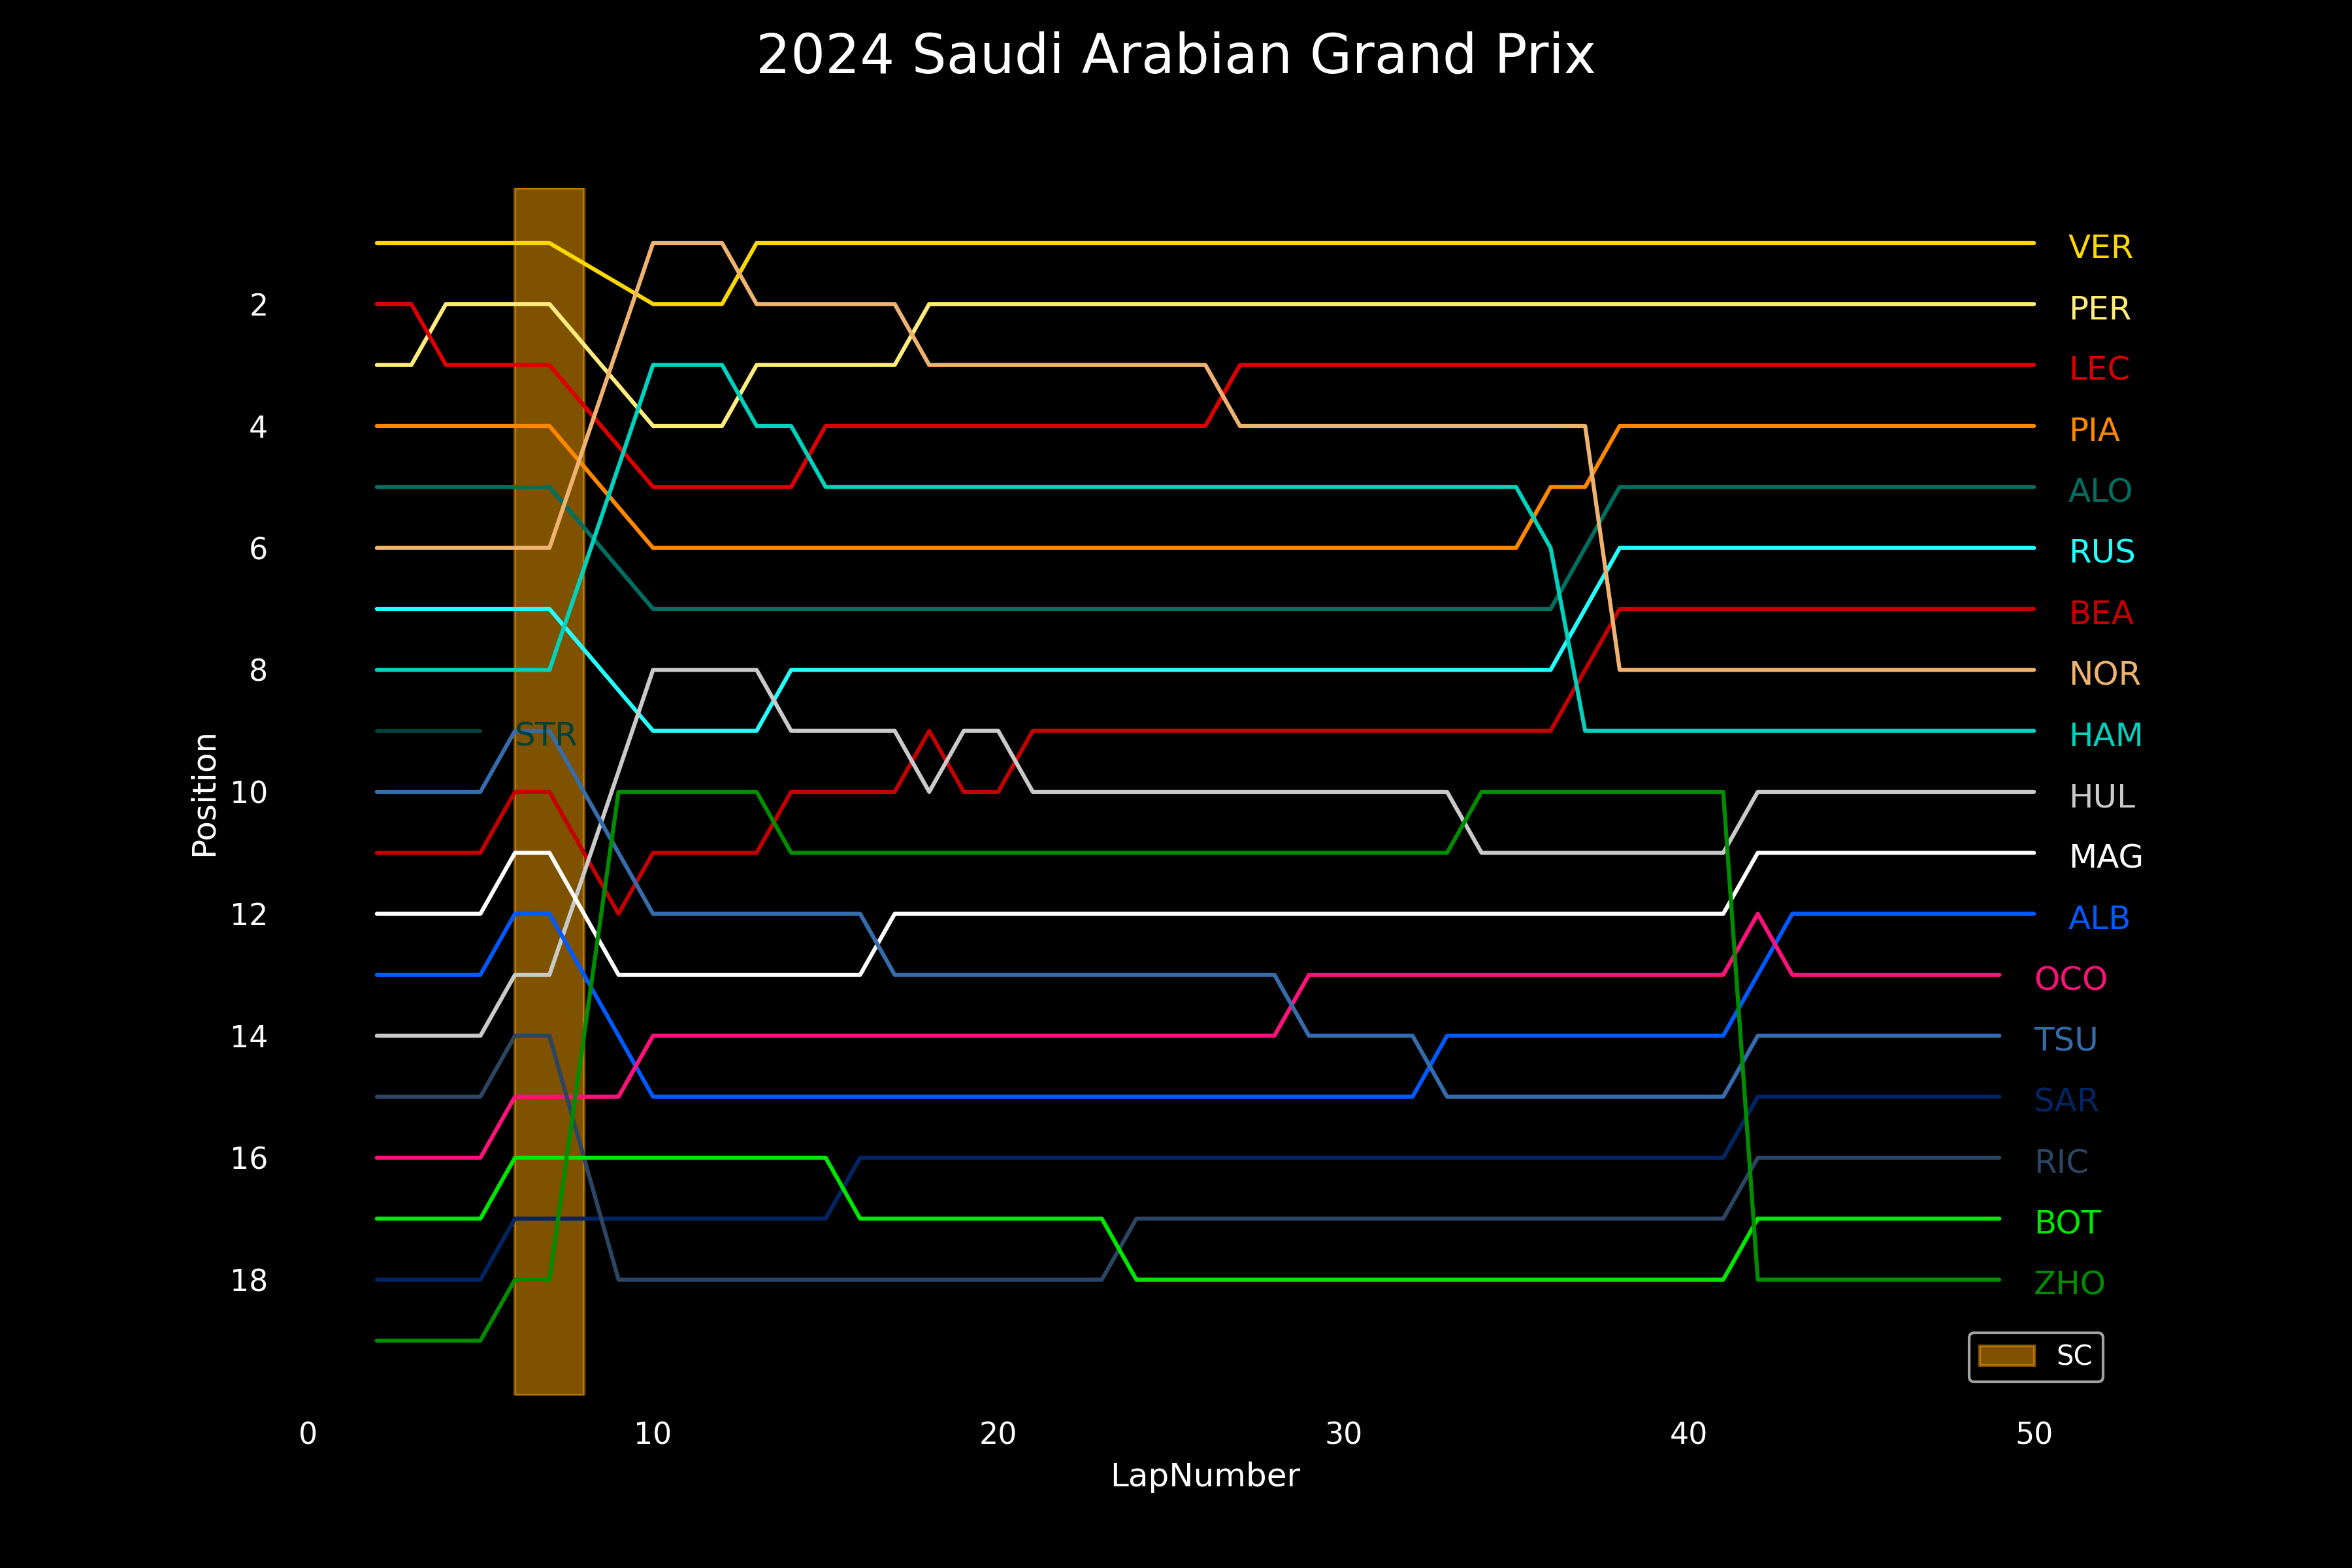 2024 Saudi Arabian Grand Prix
VER
2
PER
LEC
4
PIA
ALO
6
RUS
BEA
8
NOR
STR
HAM
Position
10
HUL
MAG
12
ALB
OCO
14
TSU
SAR
16
RIC
BOT
18
ZHO
SC
0 10 20 30 40 50
LapNumber